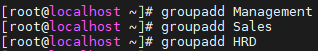 [root@localhost ~]# groupadd Management
[root@localhost ~]# groupadd Sales
[root@localhost ~]# groupadd HRD